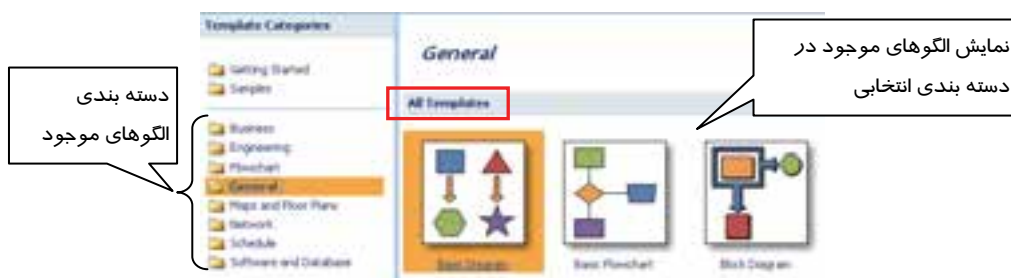 Template Categories
Getting Started
Samples
Business
Engineering
Flowchart
General
Maps and Floor Plans
Network
Schedule
Software and Database
General
All Templates
Basic Diagram
Basic Flowchart
Block Diagram
نمایش الگوهای موجود در
دسته بندی انتخابی
دسته بندی
الگوهای موجود